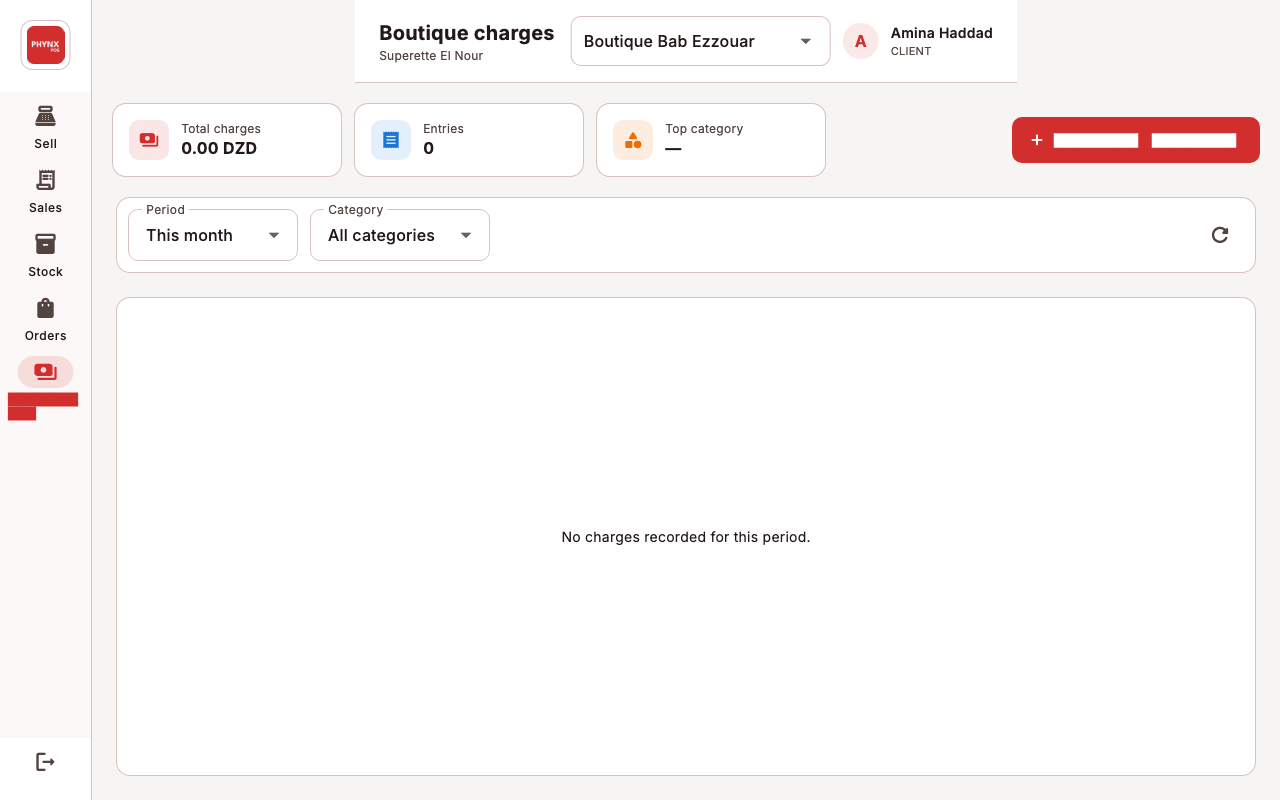 PHYNX
POS
Boutique charges
Superette El Nour
Boutique Bab Ezzouar
A
Amina Haddad
CLIENT
Sell
Sales
Stock
Orders
Total charges
0.00 DZD
Entries
0
Top category
—
+
Period
This month
Category
All categories
No charges recorded for this period.